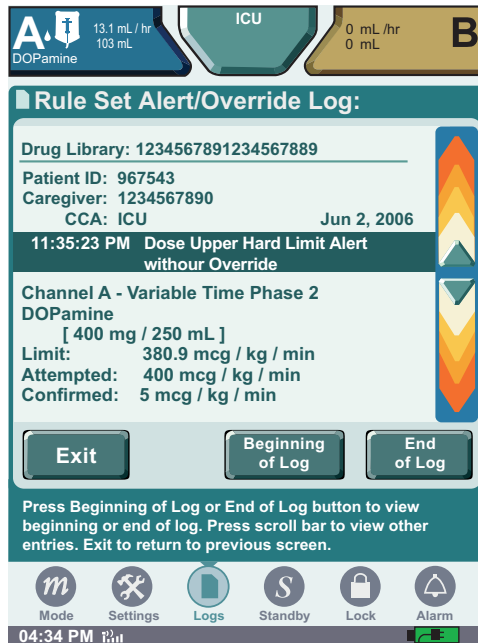 A
13.1 mL / hr
103 mL
DOPamine
ICU
0 mL /hr
0 mL
B
Rule Set Alert/Override Log:
Drug Library: 1234567891234567889
Patient ID: 967543
Caregiver: 1234567890
CCA: ICU Jun 2, 2006
11:35:23 PM Dose Upper Hard Limit Alert
withour Override
Channel A - Variable Time Phase 2
DOPamine
[ 400 mg / 250 mL ]
Limit: 380.9 mcg / kg / min
Attempted: 400 mcg / kg / min
Confirmed: 5 mcg / kg / min
Exit
Beginning
of Log
End
of Log
Press Beginning of Log or End of Log button to view
beginning or end of log. Press scroll bar to view other
entries. Exit to return to previous screen.
m
S
Mode Settings Logs Standby Lock Alarm
04:34 PM